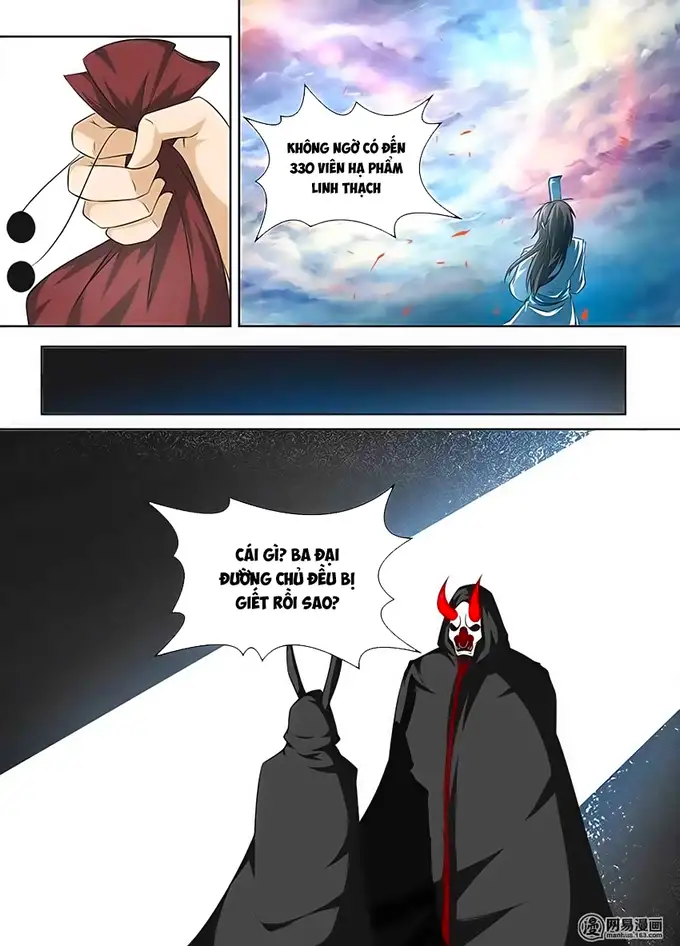 KHÔNG NGỜ CÓ ĐẾN
330 VIÊN HẠ PHẨM
LINH THẠCH
CÁI GÌ? BA ĐẠI
ĐƯỜNG CHỦ ĐỀU BỊ
GIẾT RỒI SAO?
网易漫画
manhua.163.com